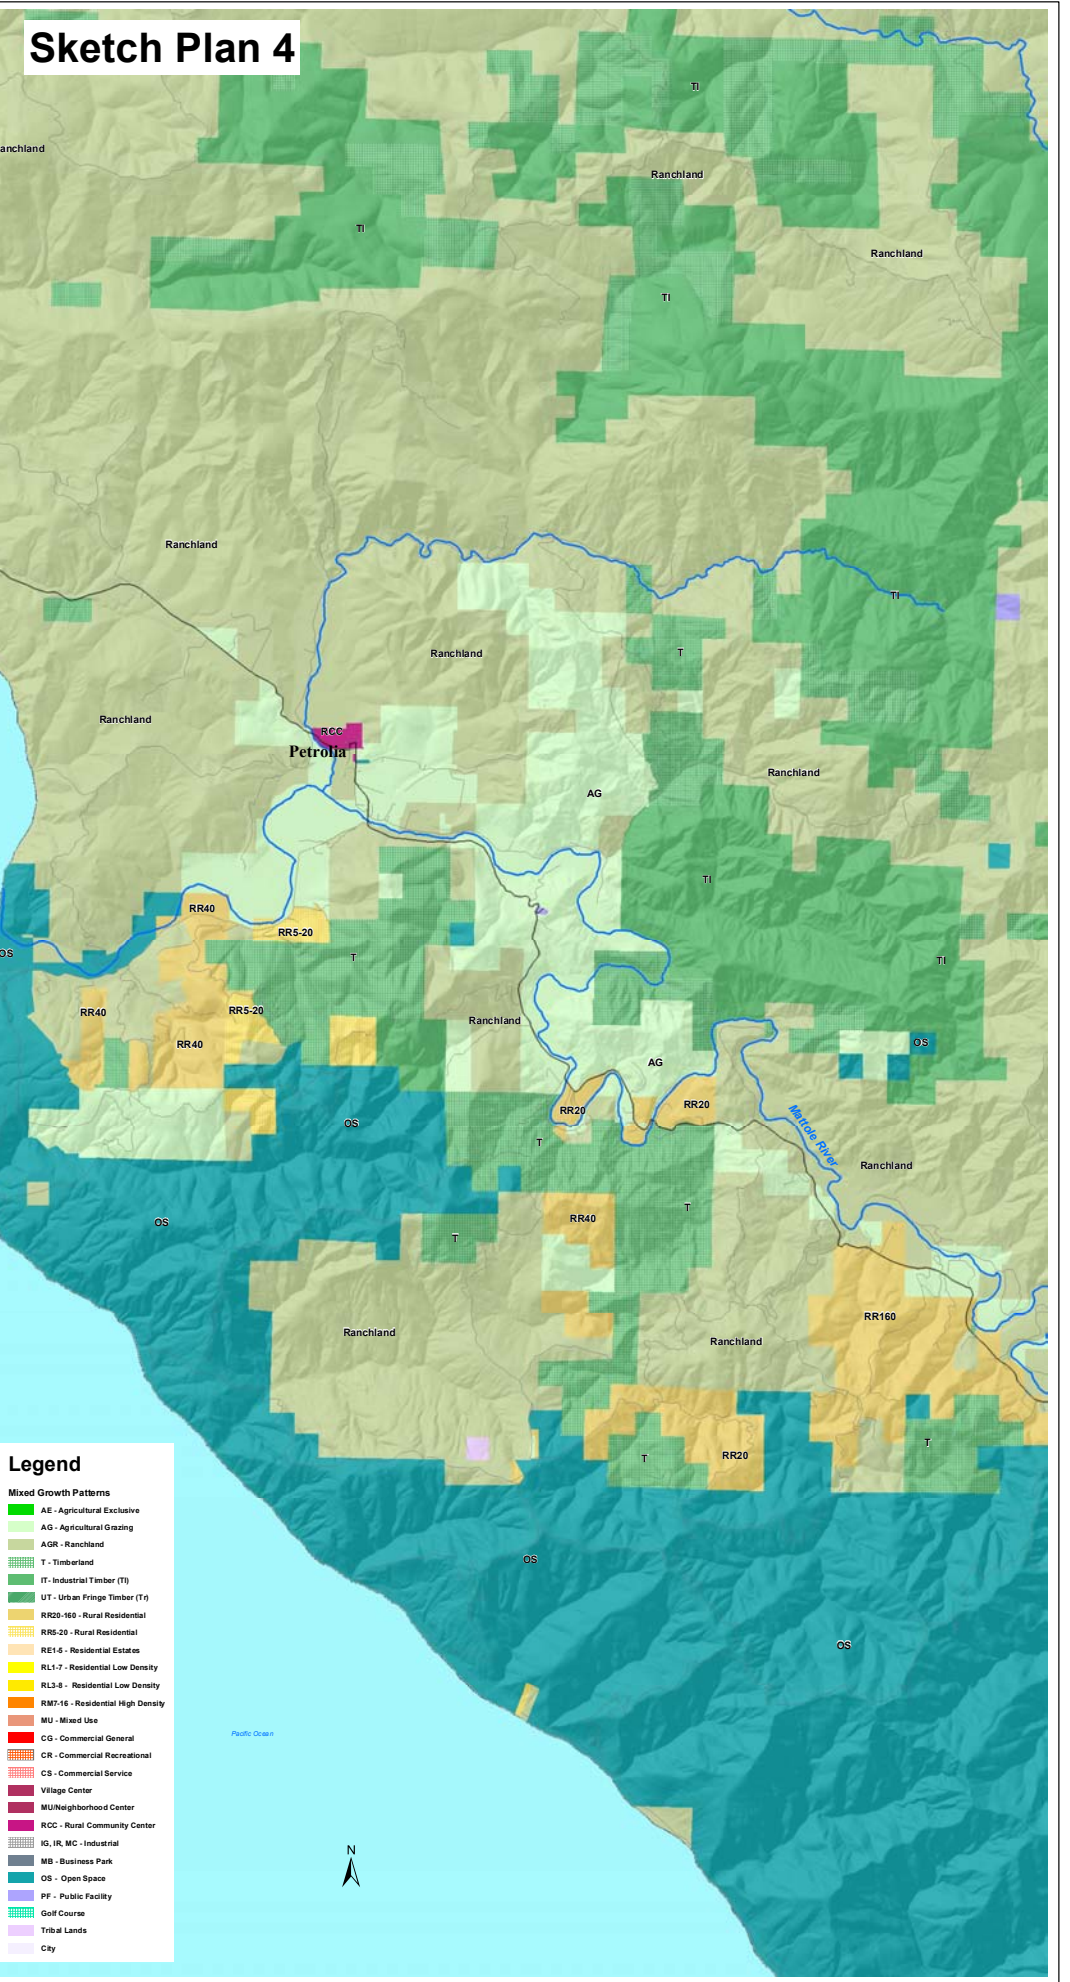 Sketch Plan 4
TI
anchland
Ranchland
TI
Ranchland
TI
Ranchland
TI
Ranchland
T
Ranchland
Ranchland
RCC
Petrolia
Ranchland
AG
TI
RR40
RR5-20
OS
T
TI
RR40
RR5-20
Ranchland
RR40
OS
AG
RR20
RR20
OS
Mattole River
T
Ranchland
T
RR40
OS
T
RR160
Ranchland
Ranchland
T
RR20
T
OS
OS
Pacific Ocean
N
Legend
Mixed Growth Patterns
AE - Agricultural Exclusive
AG - Agricultural Grazing
AGR - Ranchland
T - Timberland
IT- Industrial Timber (TI)
UT - Urban Fringe Timber (Tr)
RR20-160 - Rural Residential
RR5-20 - Rural Residential
RE1-5 - Residential Estates
RL1-7 - Residential Low Density
RL3-8 - Residential Low Density
RM7-16 - Residential High Density
MU - Mixed Use
CG - Commercial General
CR - Commercial Recreational
CS - Commercial Service
Village Center
MU/Neighborhood Center
RCC - Rural Community Center
IG, IR, MC - Industrial
MB - Business Park
OS - Open Space
PF - Public Facility
Golf Course
Tribal Lands
City